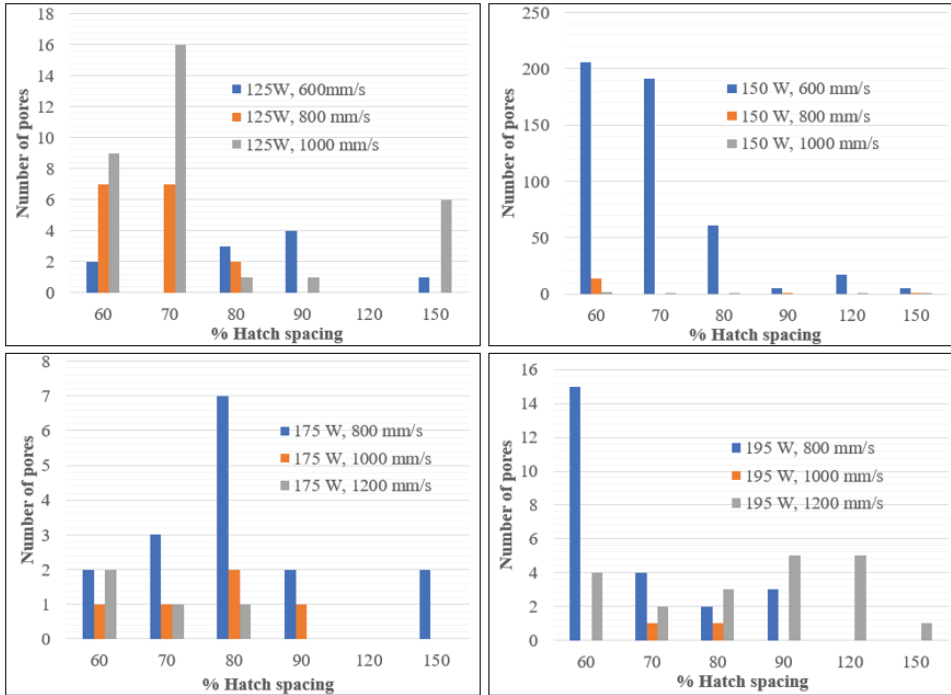 18
16
14
12
10
8
6
4
2
0
Number of pores
125W, 600mm/s
125W, 800 mm/s
125W, 1000 mm/s
60 70 80 90 120 150
% Hatch spacing
250
200
150
100
50
0
Number of pores
150 W, 600 mm/s
150 W, 800 mm/s
150 W, 1000 mm/s
60 70 80 90 120 150
% Hatch spacing
8
7
6
5
4
3
2
1
0
Number of pores
175 W, 800 mm/s
175 W, 1000 mm/s
175 W, 1200 mm/s
60 70 80 90 120 150
% Hatch spacing
16
14
12
10
8
6
4
2
0
Number of pores
195 W, 800 mm/s
195 W, 1000 mm/s
195 W, 1200 mm/s
60 70 80 90 120 150
% Hatch spacing